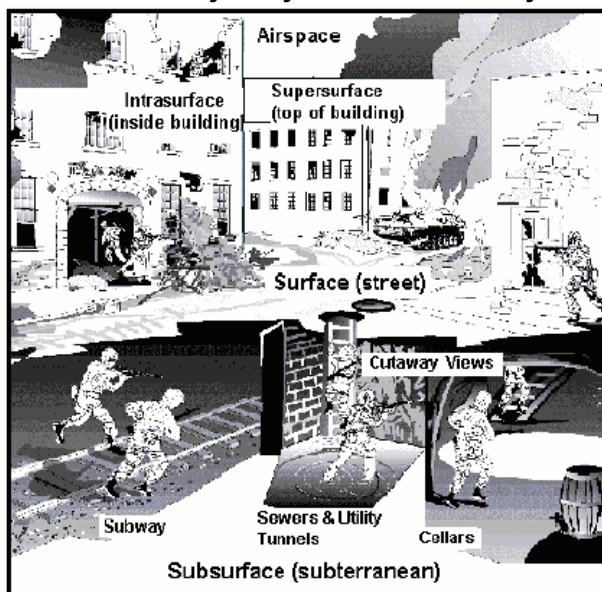 Airspace
Intrasurface
(inside building)
Supersurface
(top of building)
Surface (street)
Cutaway Views
Subway
Sewers & Utility
Tunnels
Cellars
Subsurface (subterranean)